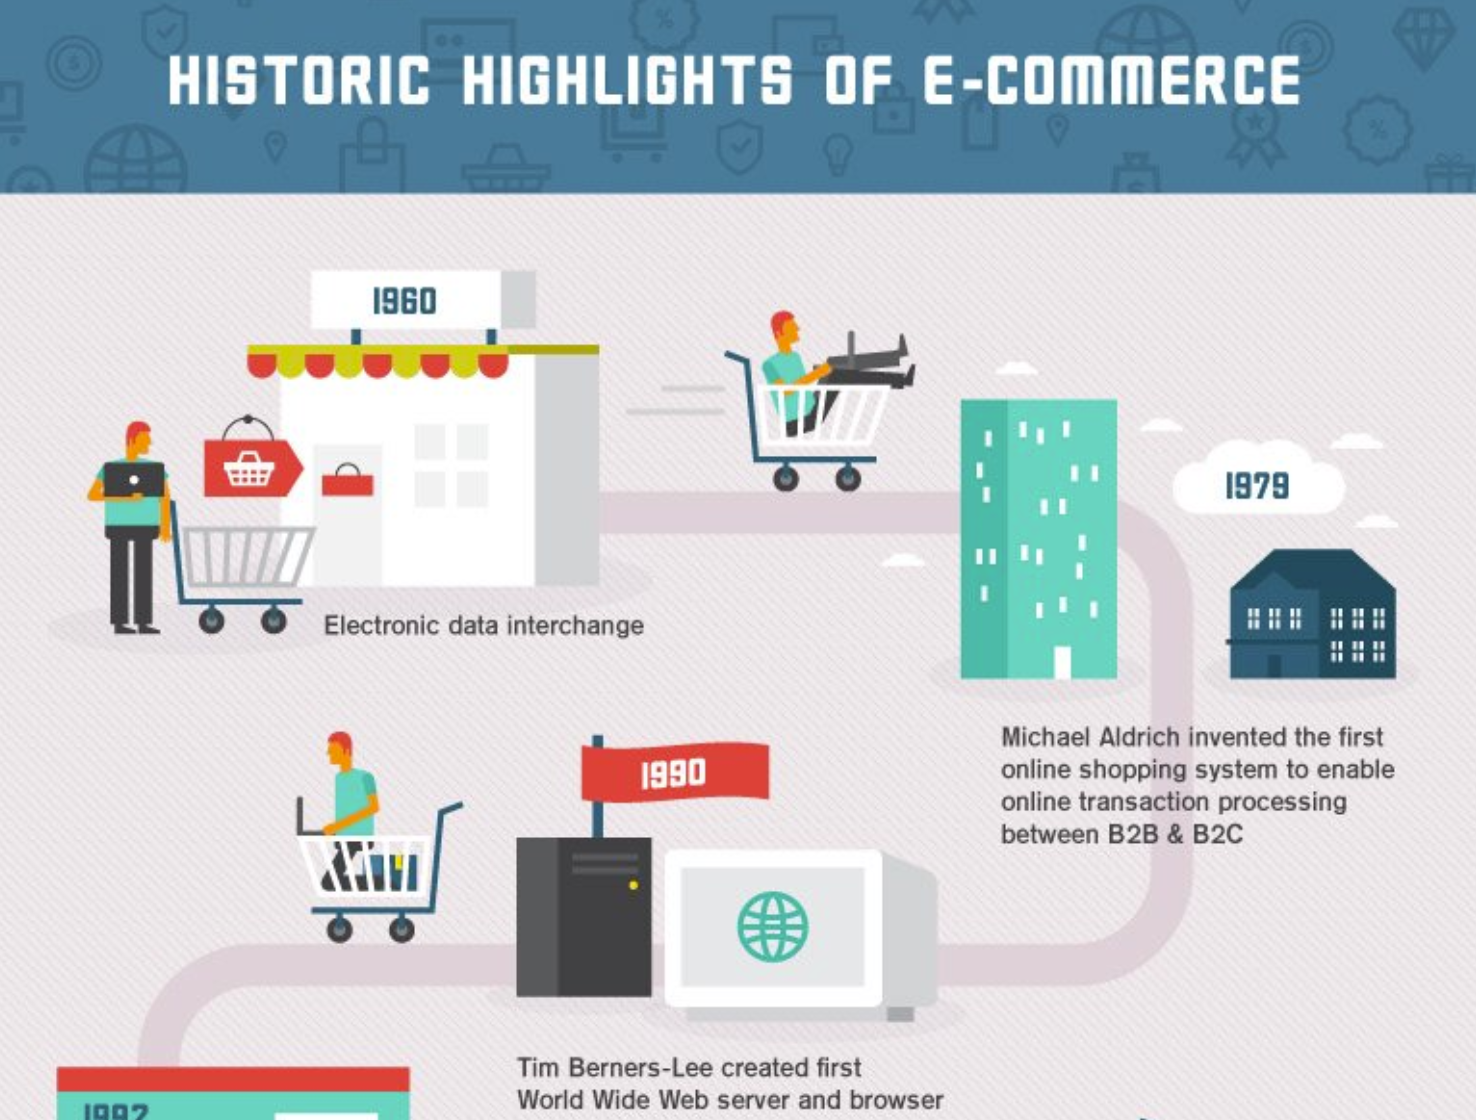 HISTORIC HIGHLIGHTS OF E-COMMERCE
1960
Electronic data interchange
1979
Michael Aldrich invented the first
online shopping system to enable
online transaction processing
between B2B & B2C
1990
Tim Berners-Lee created first
World Wide Web server and browser
1992